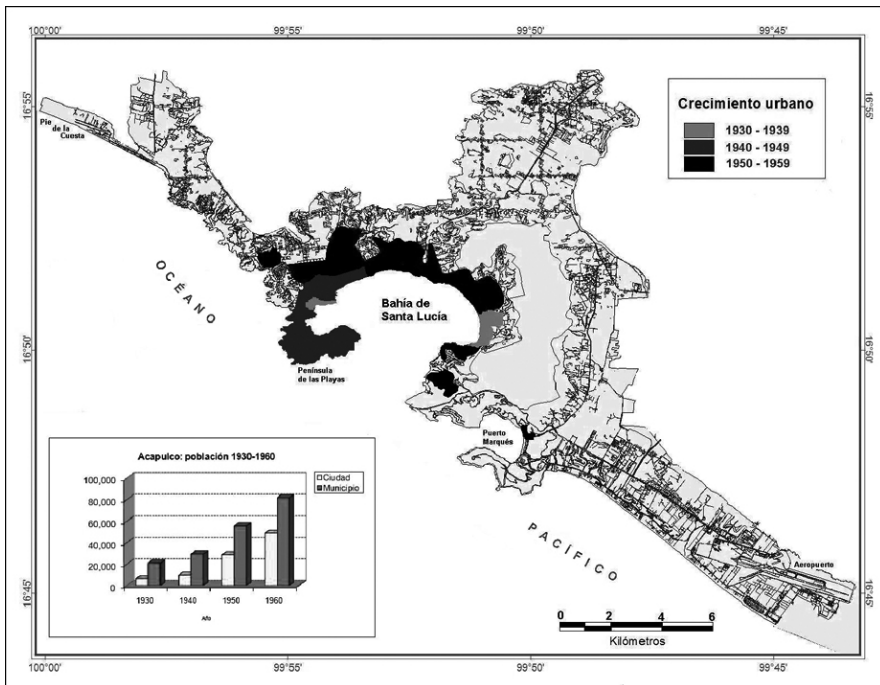 100°00' 99°55' 99°50' 99°45'
16°55'
16°55'
Crecimiento urbano
1930 - 1939
1940 - 1949
1950 - 1959
Pie
de la
Cuesta
OCÉANO
Bahía de
Santa Lucía
16°50'
16°50'
Península
de las Playas
Puerto
Marqués
Acapulco: población 1930-1960
Ciudad
Municipio
100,000
80,000
60,000
40,000
20,000
0
1930 1940 1950 1960
Año
PACÍFICO
Aeropuerto
16°45'
16°45'
0 2 4 6
Kilómetros
100°00' 99°55' 99°50' 99°45'